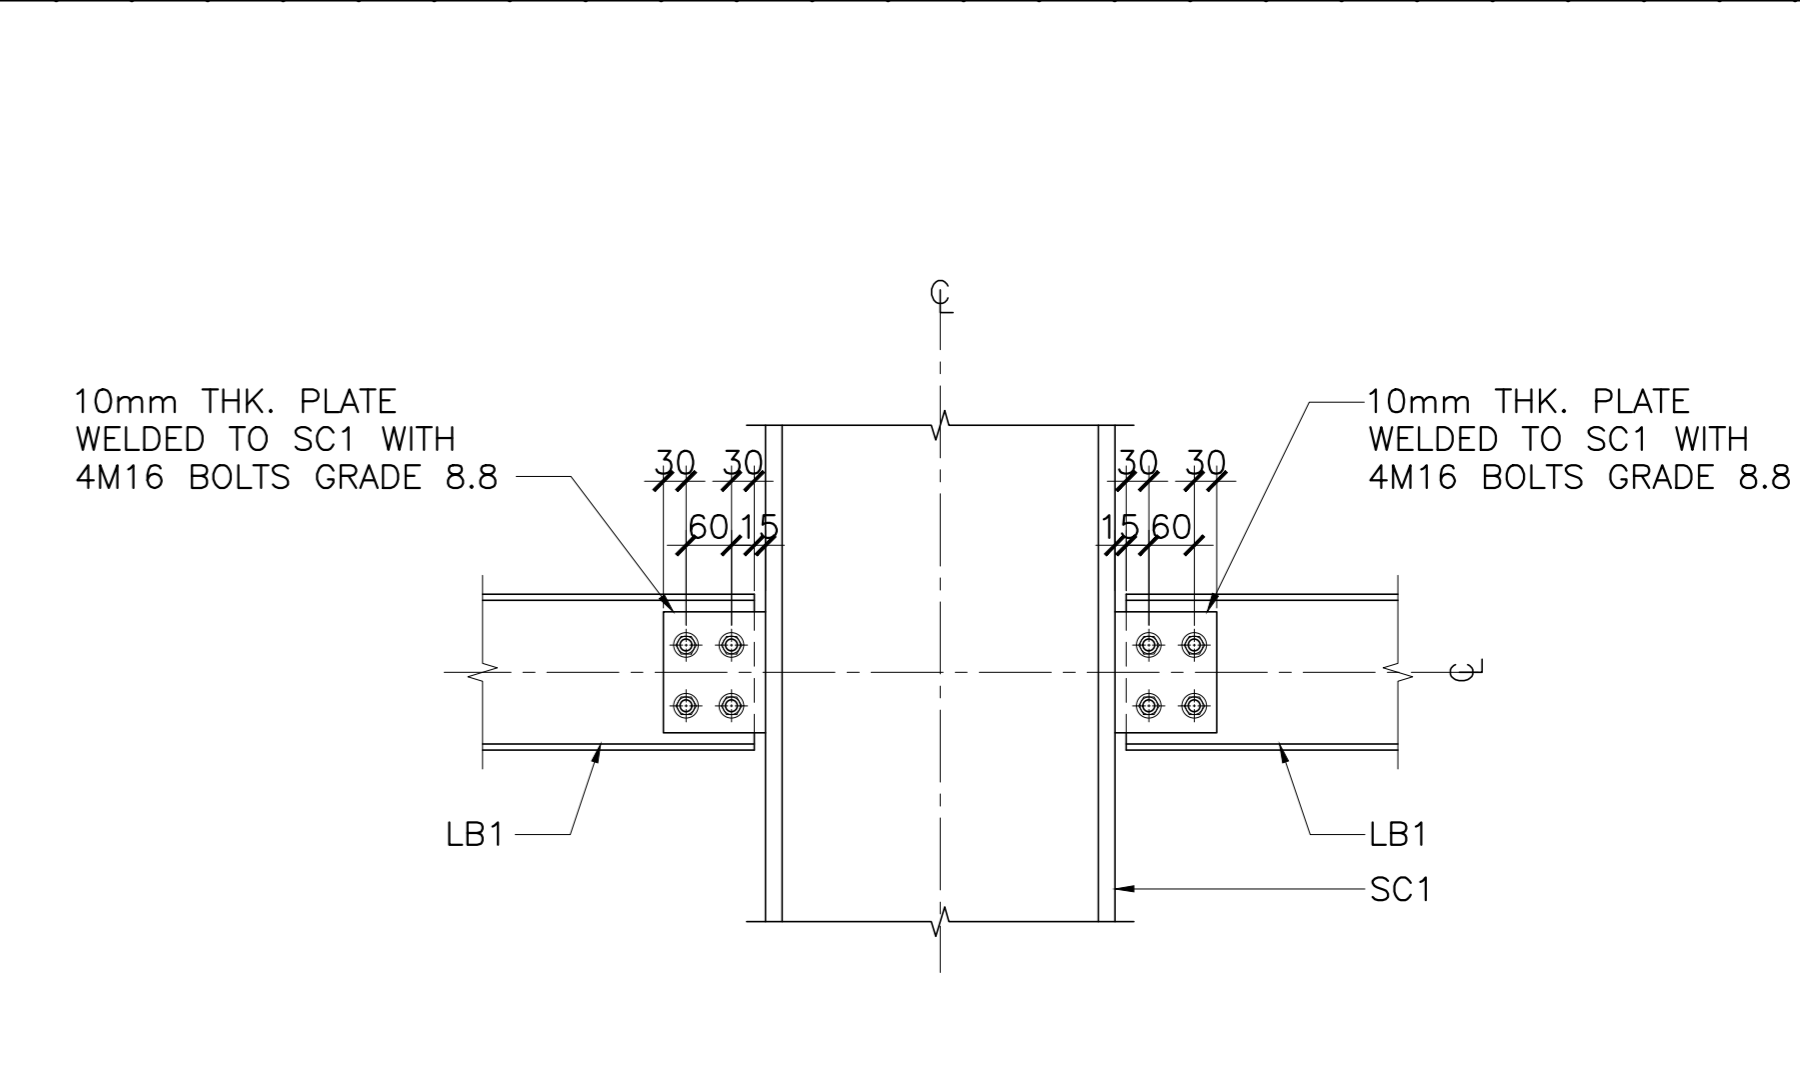 ℄
10mm THK. PLATE
WELDED TO SC1 WITH
4M16 BOLTS GRADE 8.8
10mm THK. PLATE
WELDED TO SC1 WITH
4M16 BOLTS GRADE 8.8
30 30 30 30
60 15 15 60
℄
LB1 LB1
SC1